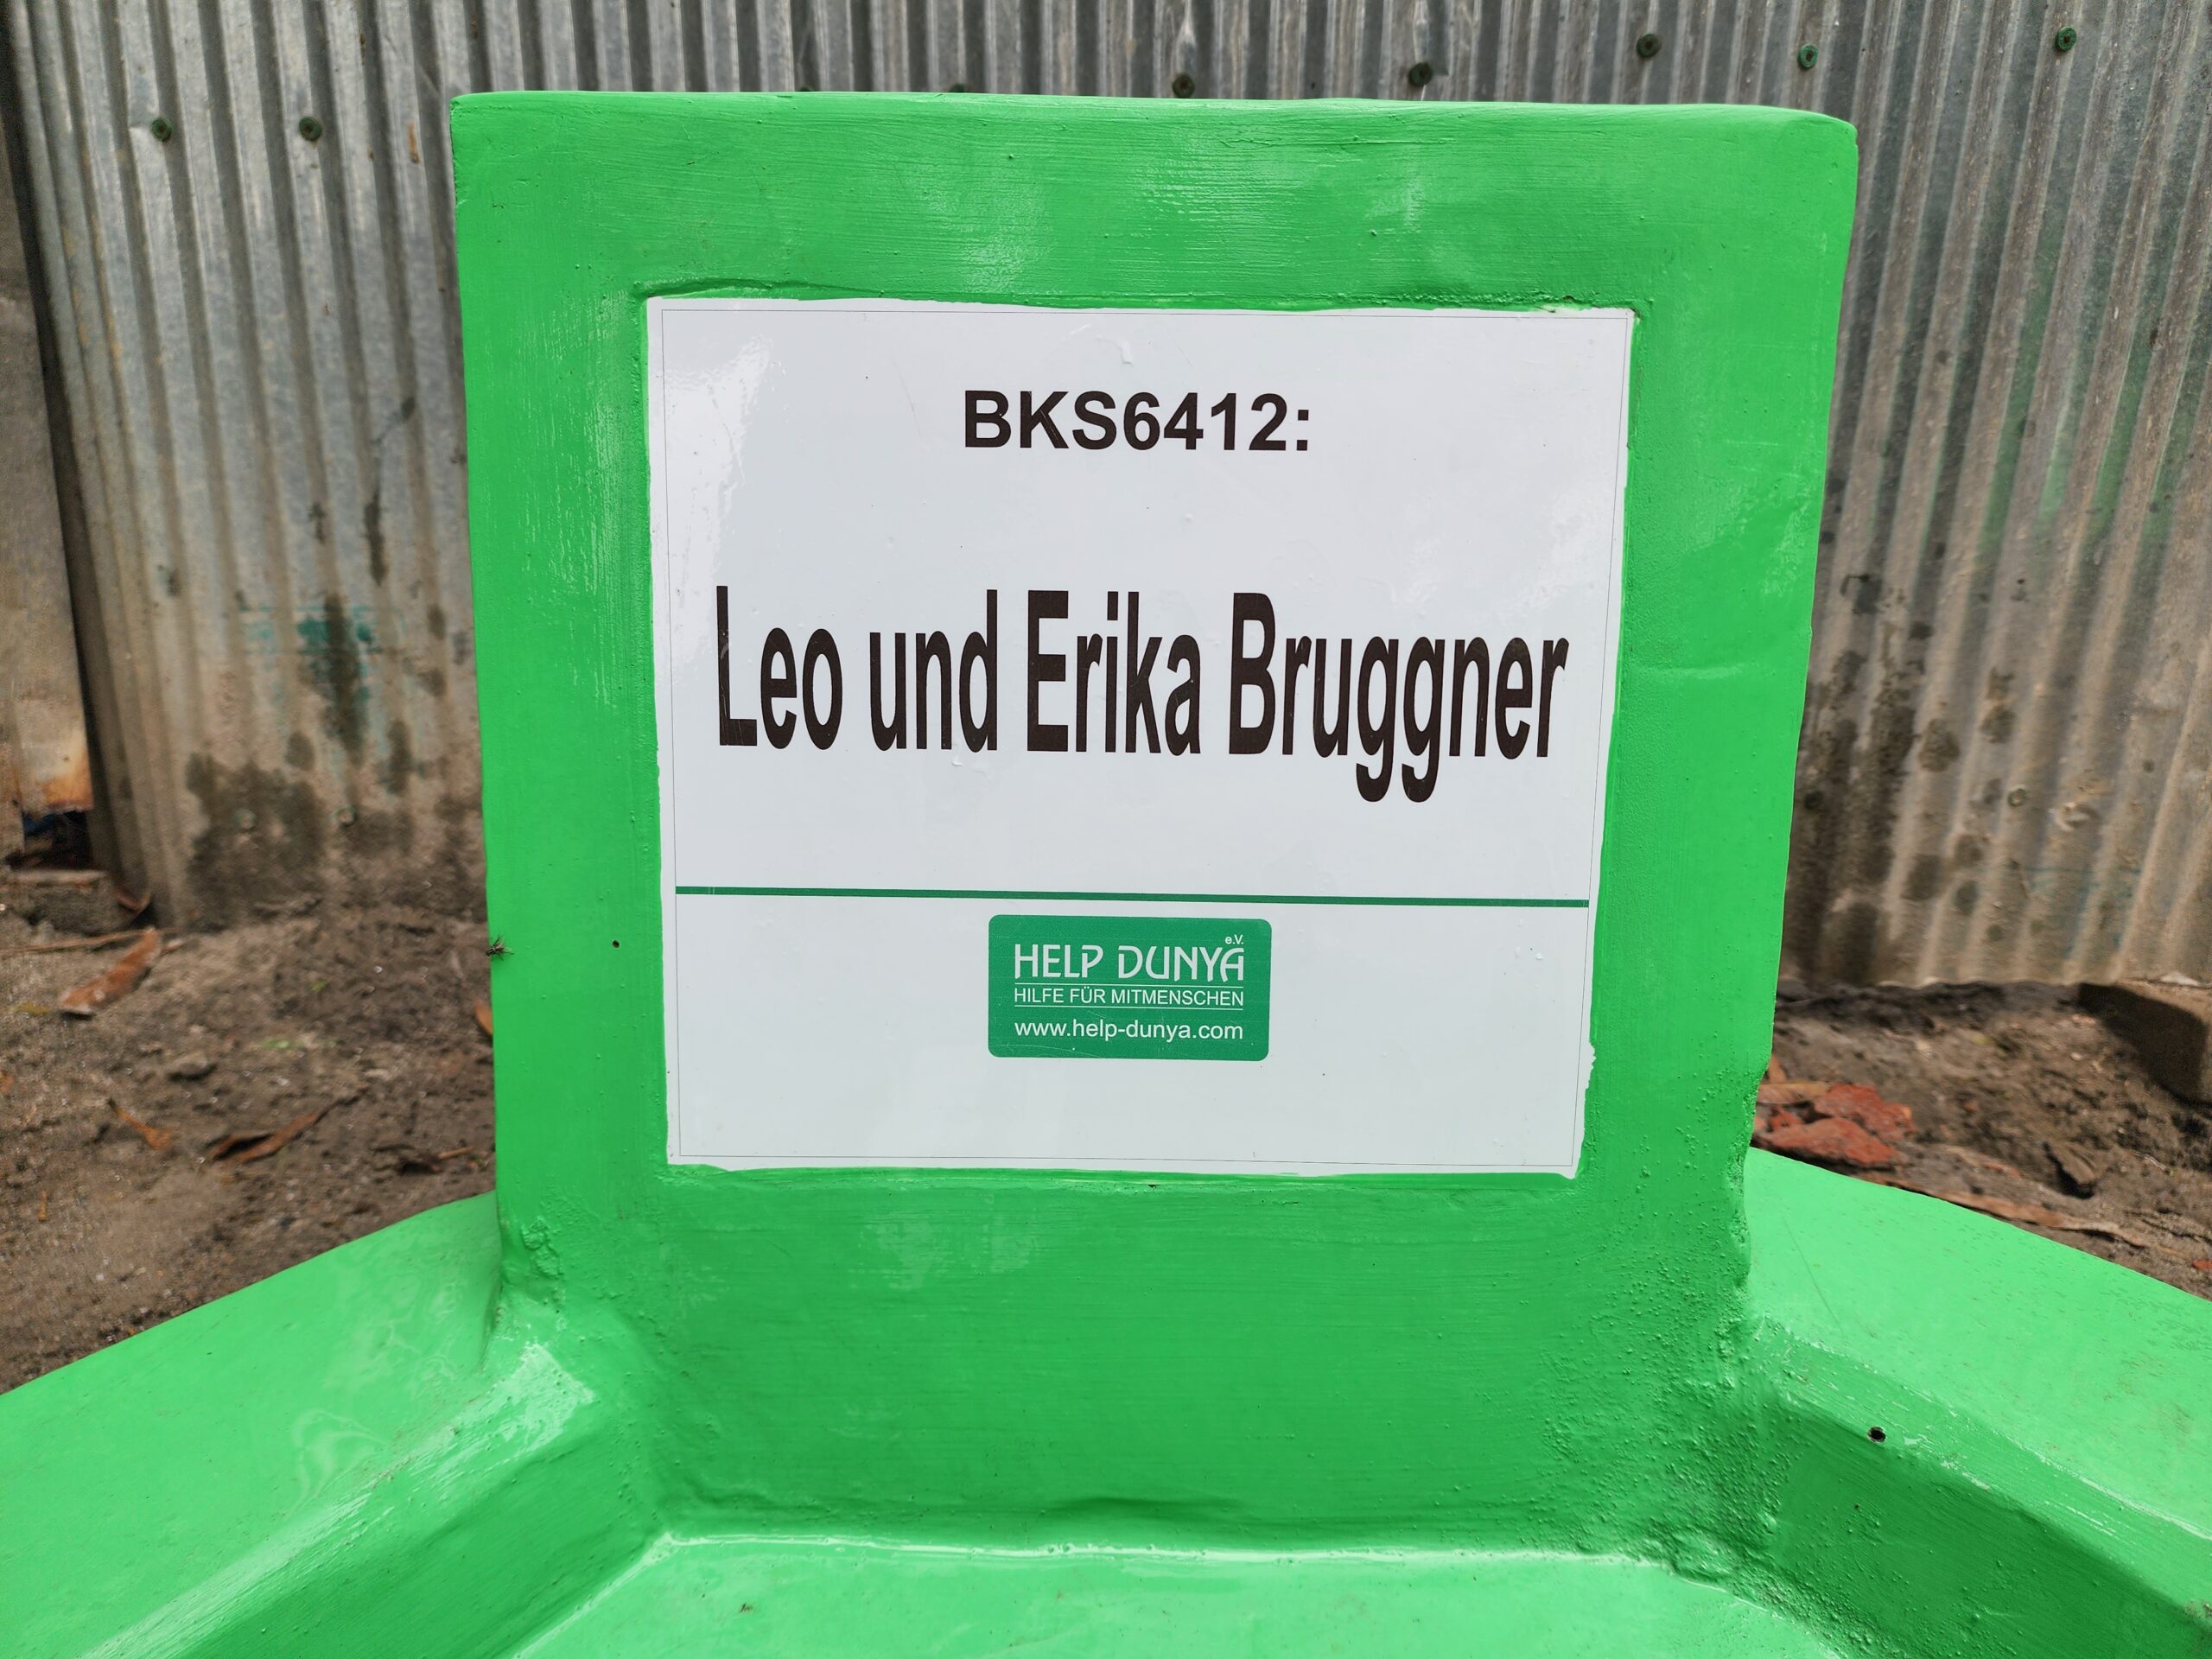 BKS6412:
Leo und Erika Bruggner
HELP DUNYA e.V.
HILFE FÜR MITMENSCHEN
www.help-dunya.com